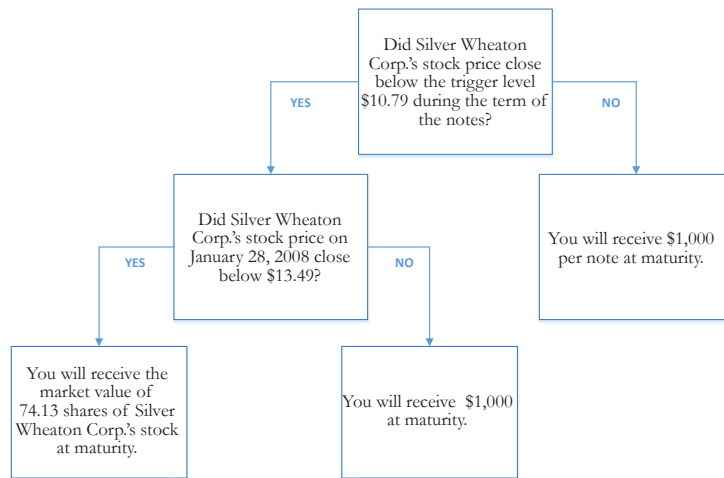 Did Silver Wheaton
Corp.'s stock price close
below the trigger level
$10.79 during the term of
the notes?
YES
NO
Did Silver Wheaton
Corp.'s stock price on
January 28, 2008 close
below $13.49?
You will receive $1,000
per note at maturity.
YES
NO
You will receive the
market value of
74.13 shares of Silver
Wheaton Corp.'s stock
at maturity.
You will receive $1,000
at maturity.